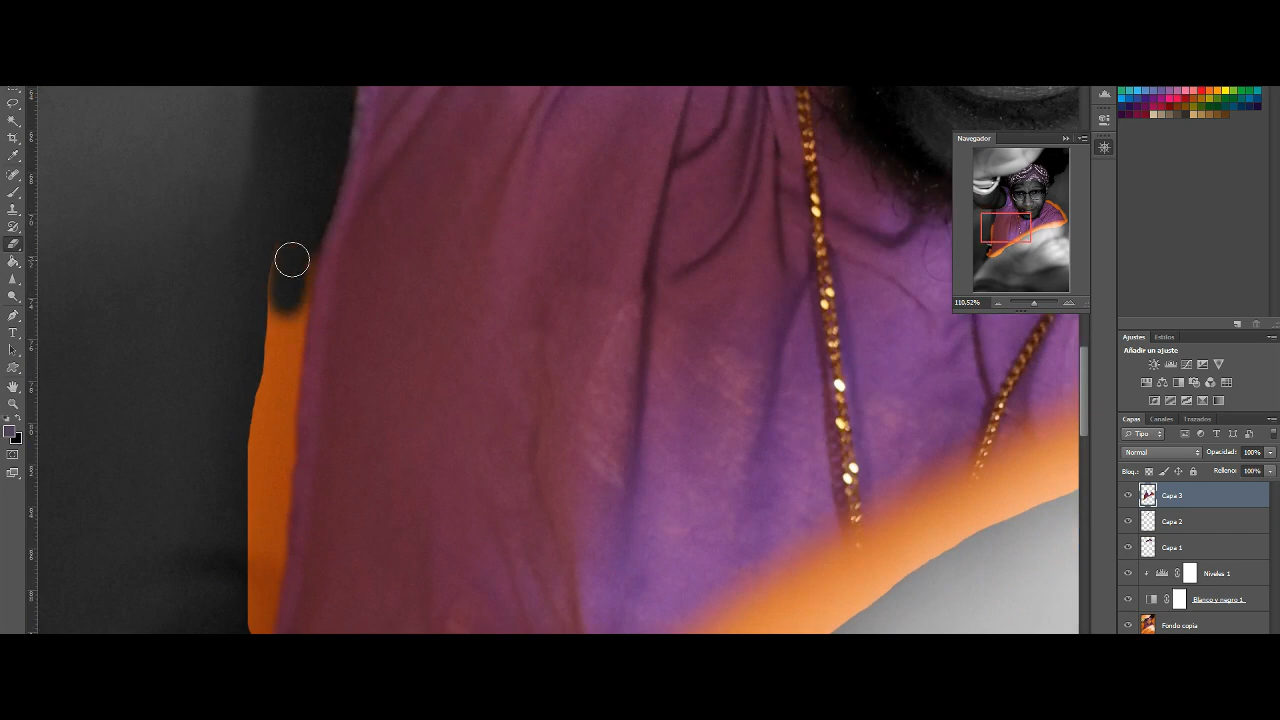 Navegador
110.52%
Ajustes Estilos
Añadir un ajuste
Capas Canales Trazados
Tipo
Normal Opacidad: 100%
Bloq.: Relleno: 100%
Capa 3
Capa 2
Capa 1
Niveles 1
Blanco y negro 1
Fondo copia